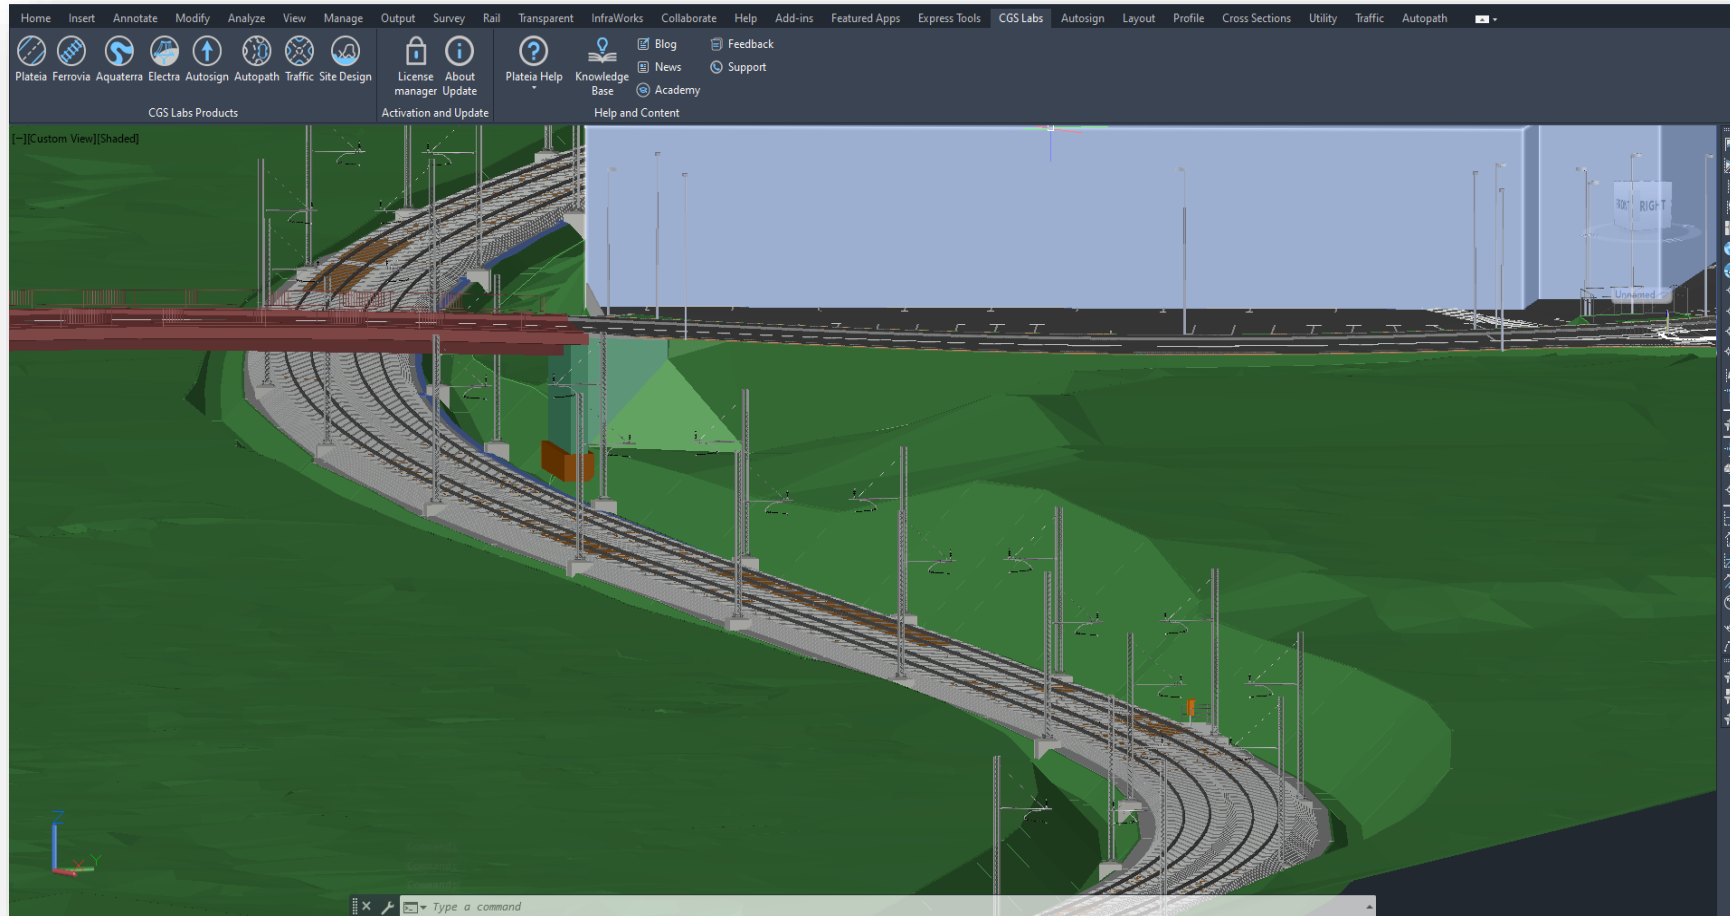 Home Insert Annotate Modify Analyze View Manage Output Survey Rail Transparent InfraWorks Collaborate Help Add-ins Featured Apps Express Tools CGS Labs Autosign Layout Profile Cross Sections Utility Traffic Autopath
Plateia Ferrovia Aquaterra Electra Autosign Autopath Traffic Site Design
CGS Labs Products
License manager
About Update
Activation and Update
Plateia Help
Knowledge Base
Blog
News
Academy
Feedback
Support
Help and Content
[−][Custom View][Shaded]
FRONT RIGHT
Unnamed
Z
X Y
Type a command